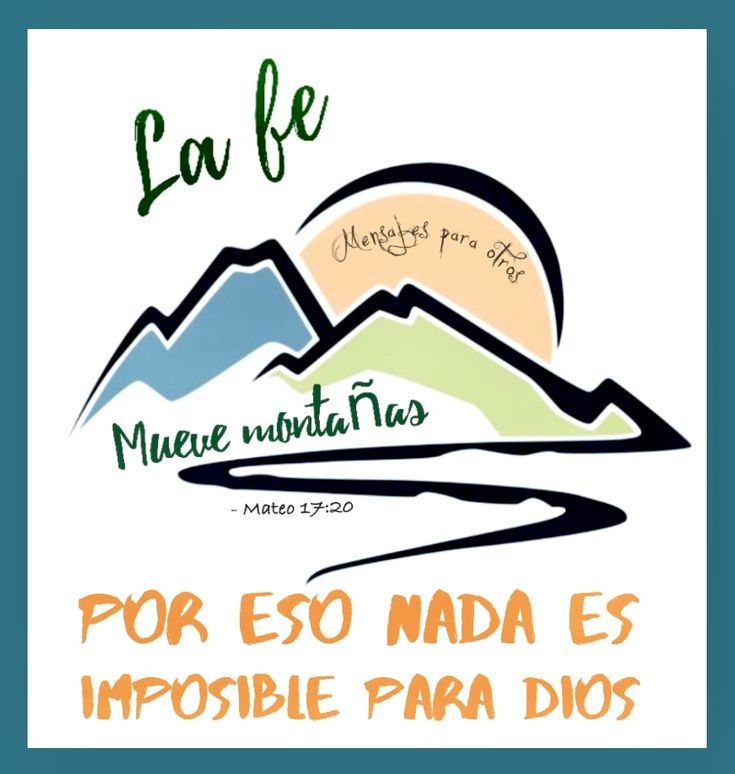 La fe
Mensajes para otros
Mueve montaÑas
- Mateo 17:20
POR ESO NADA ES
IMPOSIBLE PARA DIOS